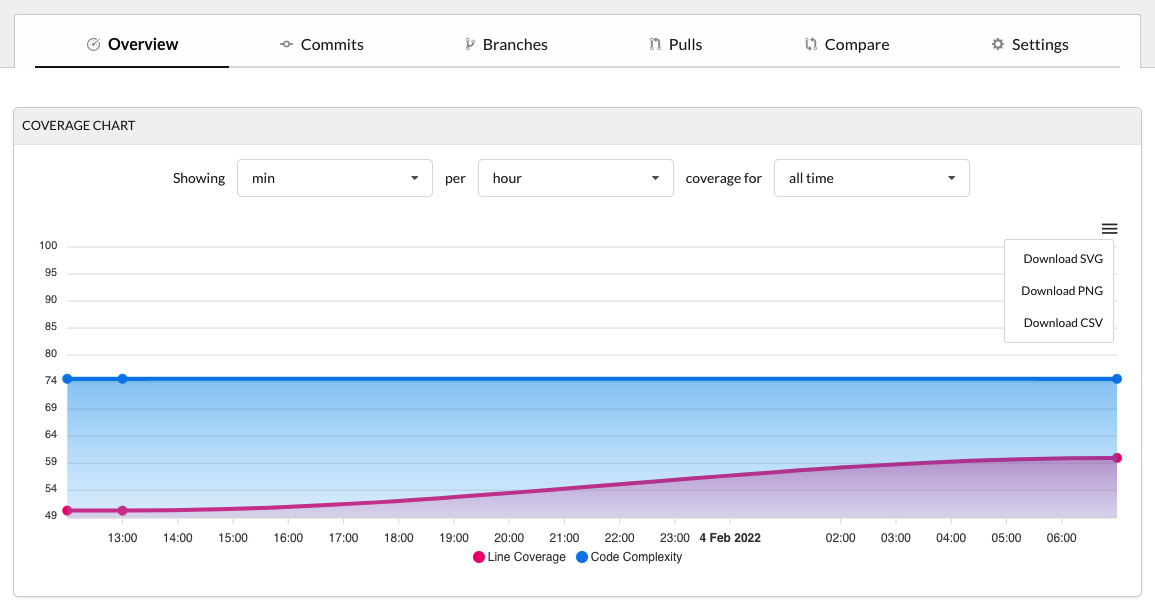 Overview Commits Branches Pulls Compare Settings
COVERAGE CHART
Showing min per hour coverage for all time
Download SVG
Download PNG
Download CSV
100
95
90
85
80
74
69
64
59
54
49
13:00 14:00 15:00 16:00 17:00 18:00 19:00 20:00 21:00 22:00 23:00 4 Feb 2022 02:00 03:00 04:00 05:00 06:00
Line Coverage Code Complexity